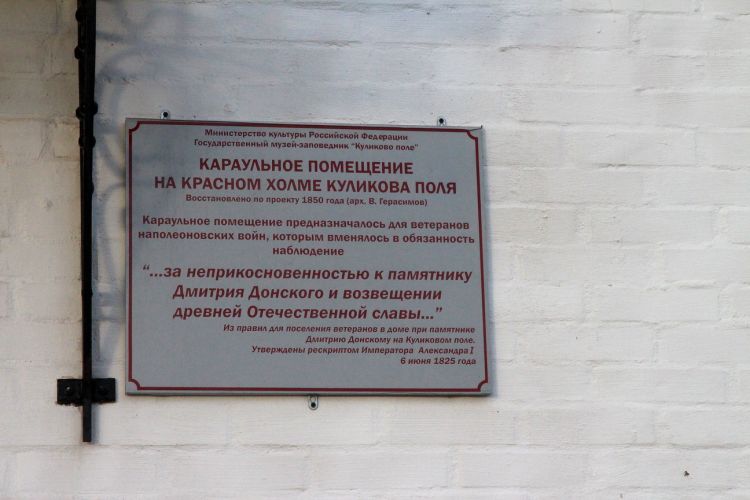 Министерство культуры Российской Федерации
Государственный музей-заповедник "Куликово поле"
КАРАУЛЬНОЕ ПОМЕЩЕНИЕ
НА КРАСНОМ ХОЛМЕ КУЛИКОВА ПОЛЯ
Восстановлено по проекту 1850 года (арх. В. Герасимов)
Караульное помещение предназначалось для ветеранов
наполеоновских войн, которым вменялось в обязанность
наблюдение
“...за неприкосновенностью к памятнику
Дмитрия Донского и возвещении
древней Отечественной славы...”
Из правил для поселения ветеранов в доме при памятнике
Дмитрию Донскому на Куликовом поле.
Утверждены рескриптом Императора Александра I
6 июня 1825 года